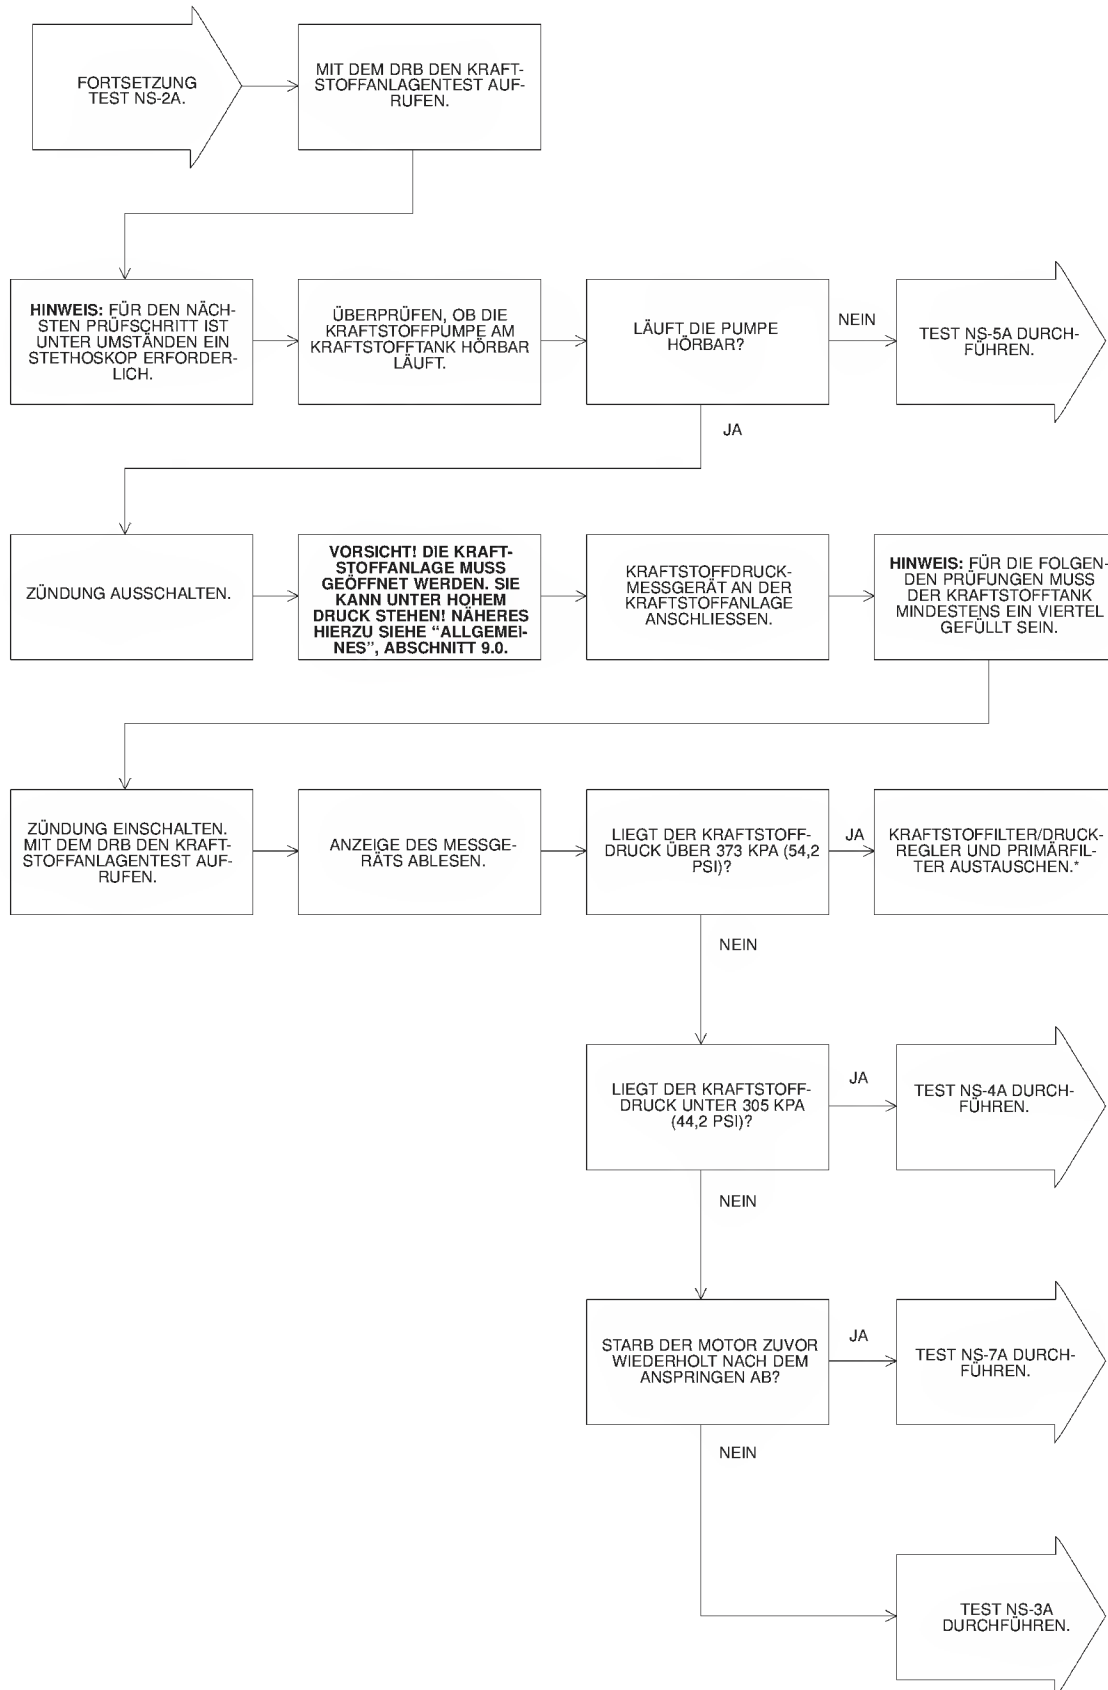 FORTSETZUNG
TEST NS-2A.
MIT DEM DRB DEN KRAFT-
STOFFANLAGENTEST AUF-
RUFEN.
HINWEIS: FÜR DEN NÄCH-
STEN PRÜFSCHRITT IST
UNTER UMSTÄNDEN EIN
STETHOSKOP ERFORDER-
LICH.
ÜBERPRÜFEN, OB DIE
KRAFTSTOFFPUMPE AM
KRAFTSTOFFTANK HÖRBAR
LÄUFT.
LÄUFT DIE PUMPE
HÖRBAR?
NEIN
TEST NS-5A DURCH-
FÜHREN.
JA
ZÜNDUNG AUSSCHALTEN.
VORSICHT! DIE KRAFT-
STOFFANLAGE MUSS
GEÖFFNET WERDEN. SIE
KANN UNTER HOHEM
DRUCK STEHEN! NÄHERES
HIERZU SIEHE “ALLGEMEI-
NES”, ABSCHNITT 9.0.
KRAFTSTOFFDRUCK-
MESSGERÄT AN DER
KRAFTSTOFFANLAGE
ANSCHLIESSEN.
HINWEIS: FÜR DIE FOLGEN-
DEN PRÜFUNGEN MUSS
DER KRAFTSTOFFTANK
MINDESTENS EIN VIERTEL
GEFÜLLT SEIN.
ZÜNDUNG EINSCHALTEN.
MIT DEM DRB DEN KRAFT-
STOFFANLAGENTEST AUF-
RUFEN.
ANZEIGE DES MESSGE-
RÄTS ABLESEN.
LIEGT DER KRAFTSTOFF-
DRUCK ÜBER 373 KPA (54,2
PSI)?
JA
KRAFTSTOFFILTER/DRUCK-
REGLER UND PRIMÄRFIL-
TER AUSTAUSCHEN.*
NEIN
LIEGT DER KRAFTSTOFF-
DRUCK UNTER 305 KPA
(44,2 PSI)?
JA
TEST NS-4A DURCH-
FÜHREN.
NEIN
STARB DER MOTOR ZUVOR
WIEDERHOLT NACH DEM
ANSPRINGEN AB?
JA
TEST NS-7A DURCH-
FÜHREN.
NEIN
TEST NS-3A
DURCHFÜHREN.